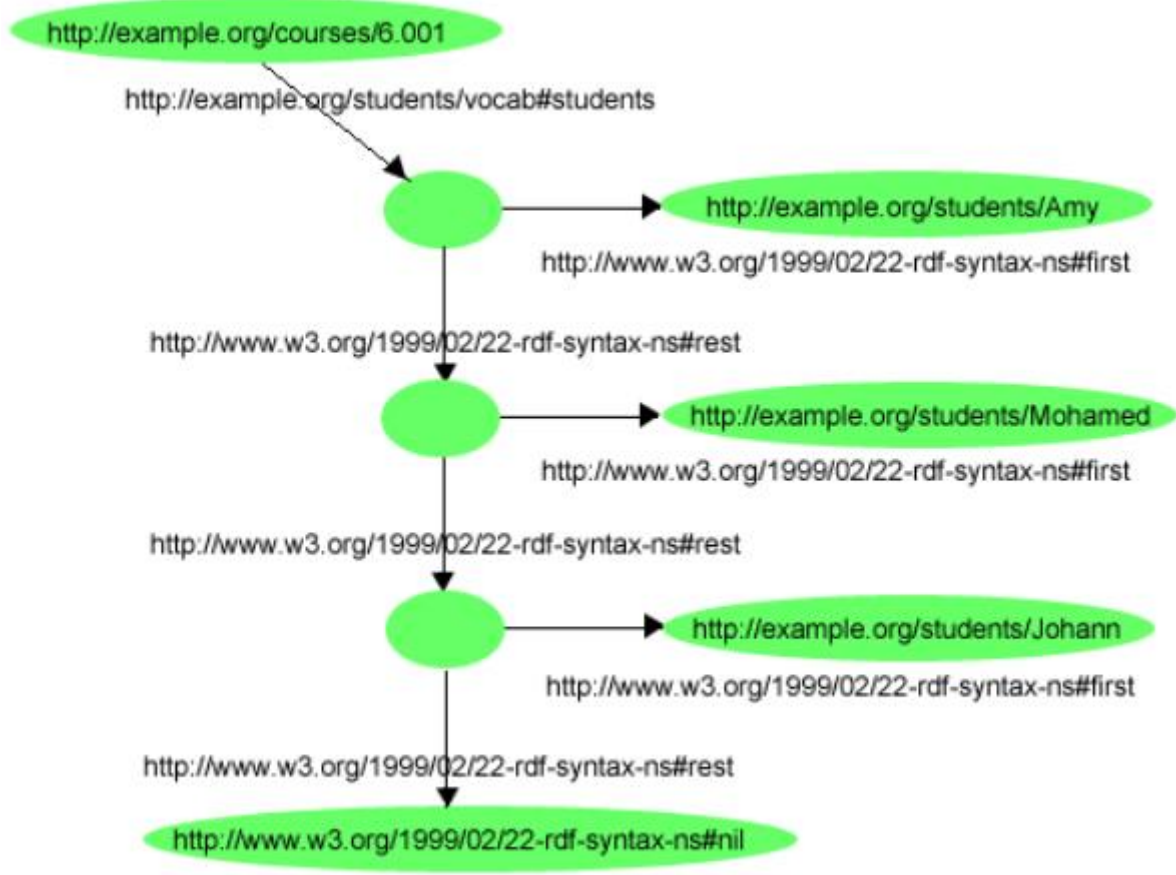 http://example.org/courses/6.001
http://example.org/students/vocab#students
http://example.org/students/Amy
http://www.w3.org/1999/02/22-rdf-syntax-ns#first
http://www.w3.org/1999/02/22-rdf-syntax-ns#rest
http://example.org/students/Mohamed
http://www.w3.org/1999/02/22-rdf-syntax-ns#first
http://www.w3.org/1999/02/22-rdf-syntax-ns#rest
http://example.org/students/Johann
http://www.w3.org/1999/02/22-rdf-syntax-ns#first
http://www.w3.org/1999/02/22-rdf-syntax-ns#rest
http://www.w3.org/1999/02/22-rdf-syntax-ns#nil